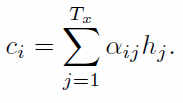 c_i = \sum_{j=1}^{T_x} \alpha_{ij} h_j.